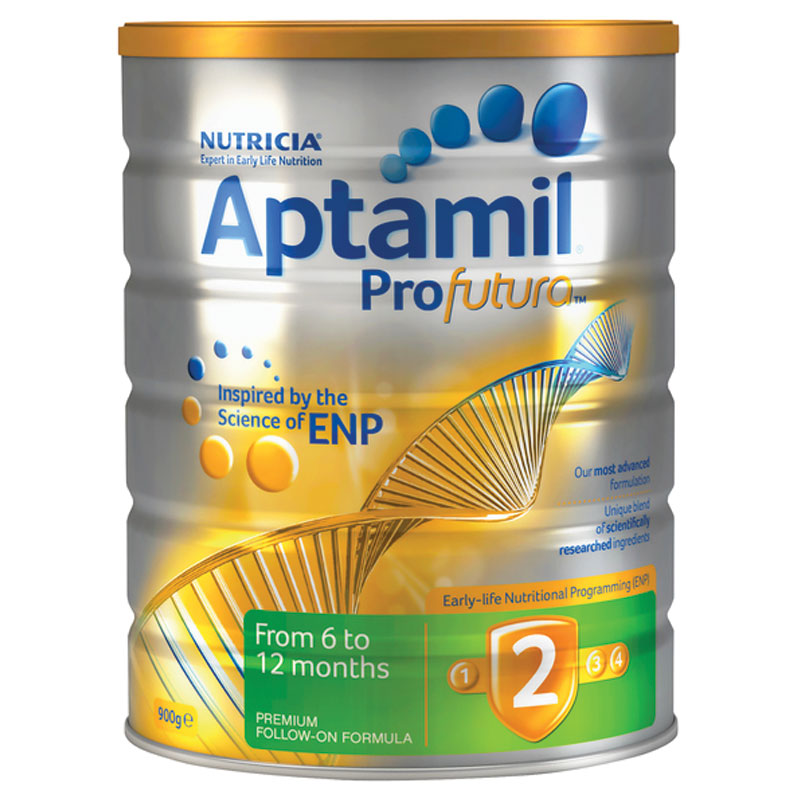 NUTRICIA®
Expert in Early Life Nutrition
Aptamil®
Profutura™
Inspired by the
Science of ENP
Our most advanced
formulation
Unique blend
of scientifically
researched ingredients
Early-life Nutritional Programming (ENP)
From 6 to
12 months
1 2 3 4
PREMIUM
FOLLOW-ON FORMULA
900g℮